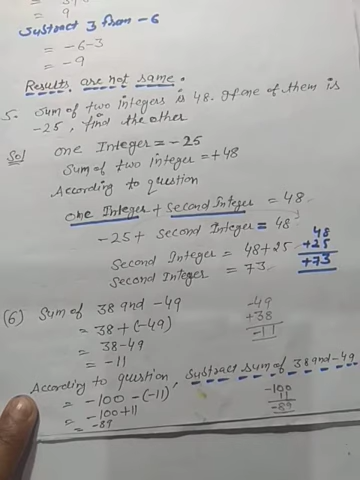 = 9
Subtract 3 from -6
= -6-3
= -9
Results are not same.
5. Sum of two integers is 48. If one of them is
-25, find the other
Sol one Integer = -25
Sum of two integer = +48
According to question
one Integer + Second Integer = 48
-25 + Second Integer = 48
Second Integer = 48+25
Second Integer = 73
48
+25
+73
(6) Sum of 38 and -49
= 38+(-49)
= 38-49
= -11
-49
+38
-11
According to question, Subtract sum of 38 and -49
= -100-(-11)
= -100+11
= -89
-100
11
-89